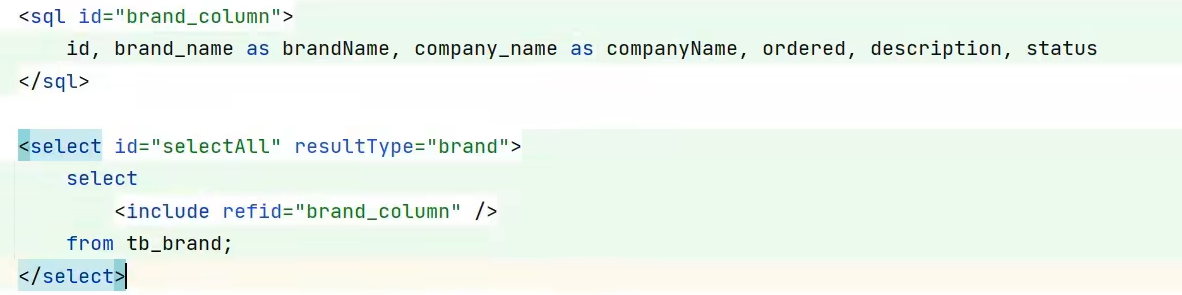 <sql id="brand_column">
    id, brand_name as brandName, company_name as companyName, ordered, description, status
</sql>
<select id="selectAll" resultType="brand">
    select
        <include refid="brand_column" />
    from tb_brand;
</select>